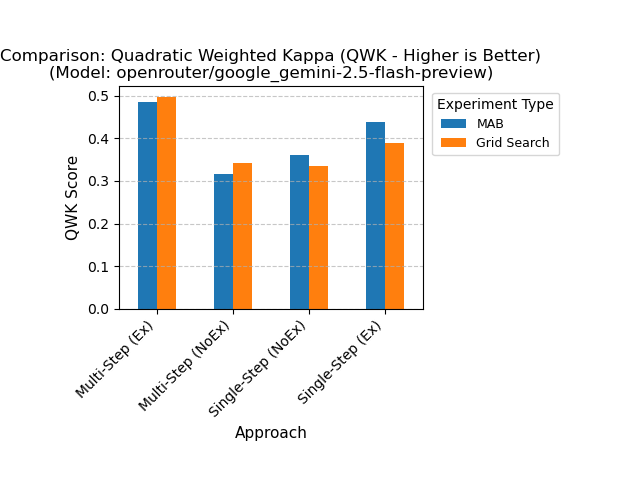 Comparison: Quadratic Weighted Kappa (QWK - Higher is Better)
(Model: openrouter/google_gemini-2.5-flash-preview)
Experiment Type
MAB
Grid Search
QWK Score
0.5
0.4
0.3
0.2
0.1
0.0
Multi-Step (Ex)
Multi-Step (NoEx)
Single-Step (NoEx)
Single-Step (Ex)
Approach